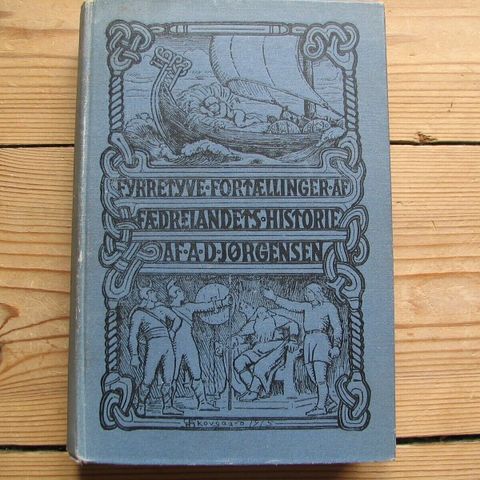 FYRRETYVE·FORTÆLLINGER·AF
FÆDRELANDETS·HISTORIE
AF·A·D·JØRGENSEN